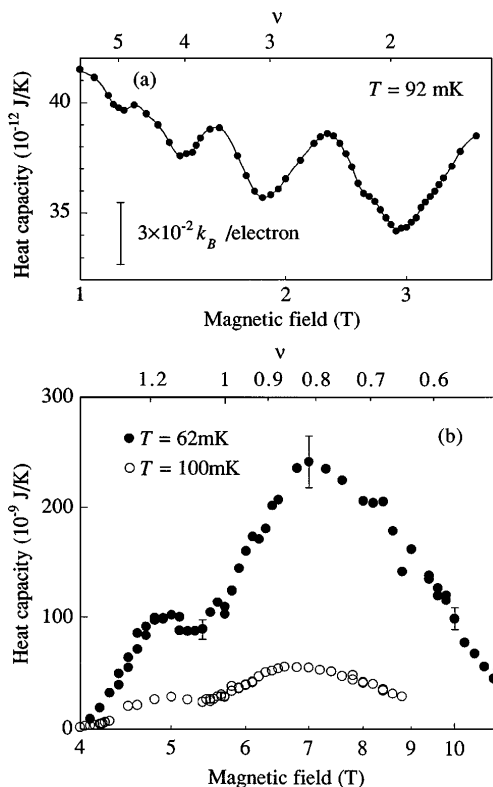 ν
5 4 3 2
(a)
T = 92 mK
40
35
Heat capacity (10⁻¹² J/K)
3×10⁻² k_B /electron
1 2 3
Magnetic field (T)
ν
1.2 1 0.9 0.8 0.7 0.6
300
(b)
T = 62mK
T = 100mK
200
100
0
Heat capacity (10⁻⁹ J/K)
4 5 6 7 8 9 10
Magnetic field (T)